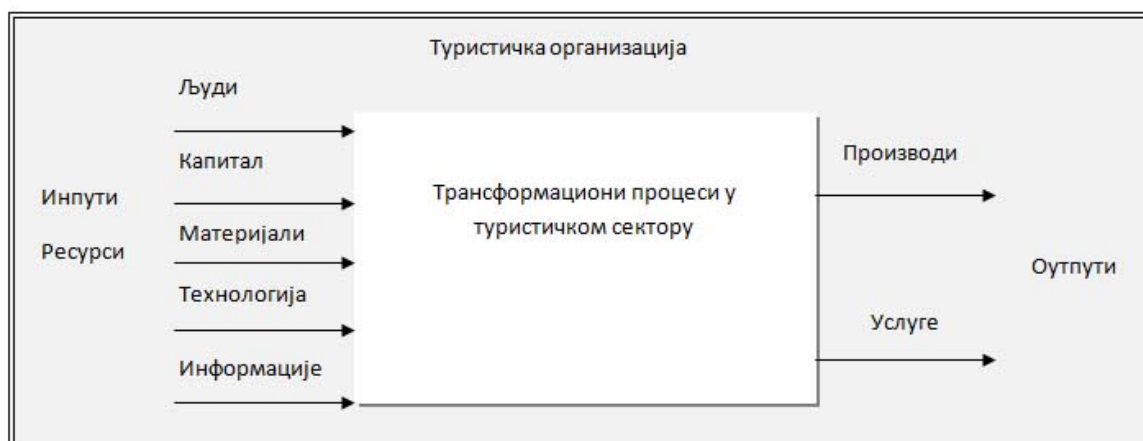 Туристичка организација
Људи
Капитал
Инпути
Материјали
Ресурси
Технологија
Информације
Трансформациони процеси у
туристичком сектору
Производи
Услуге
Оутпути